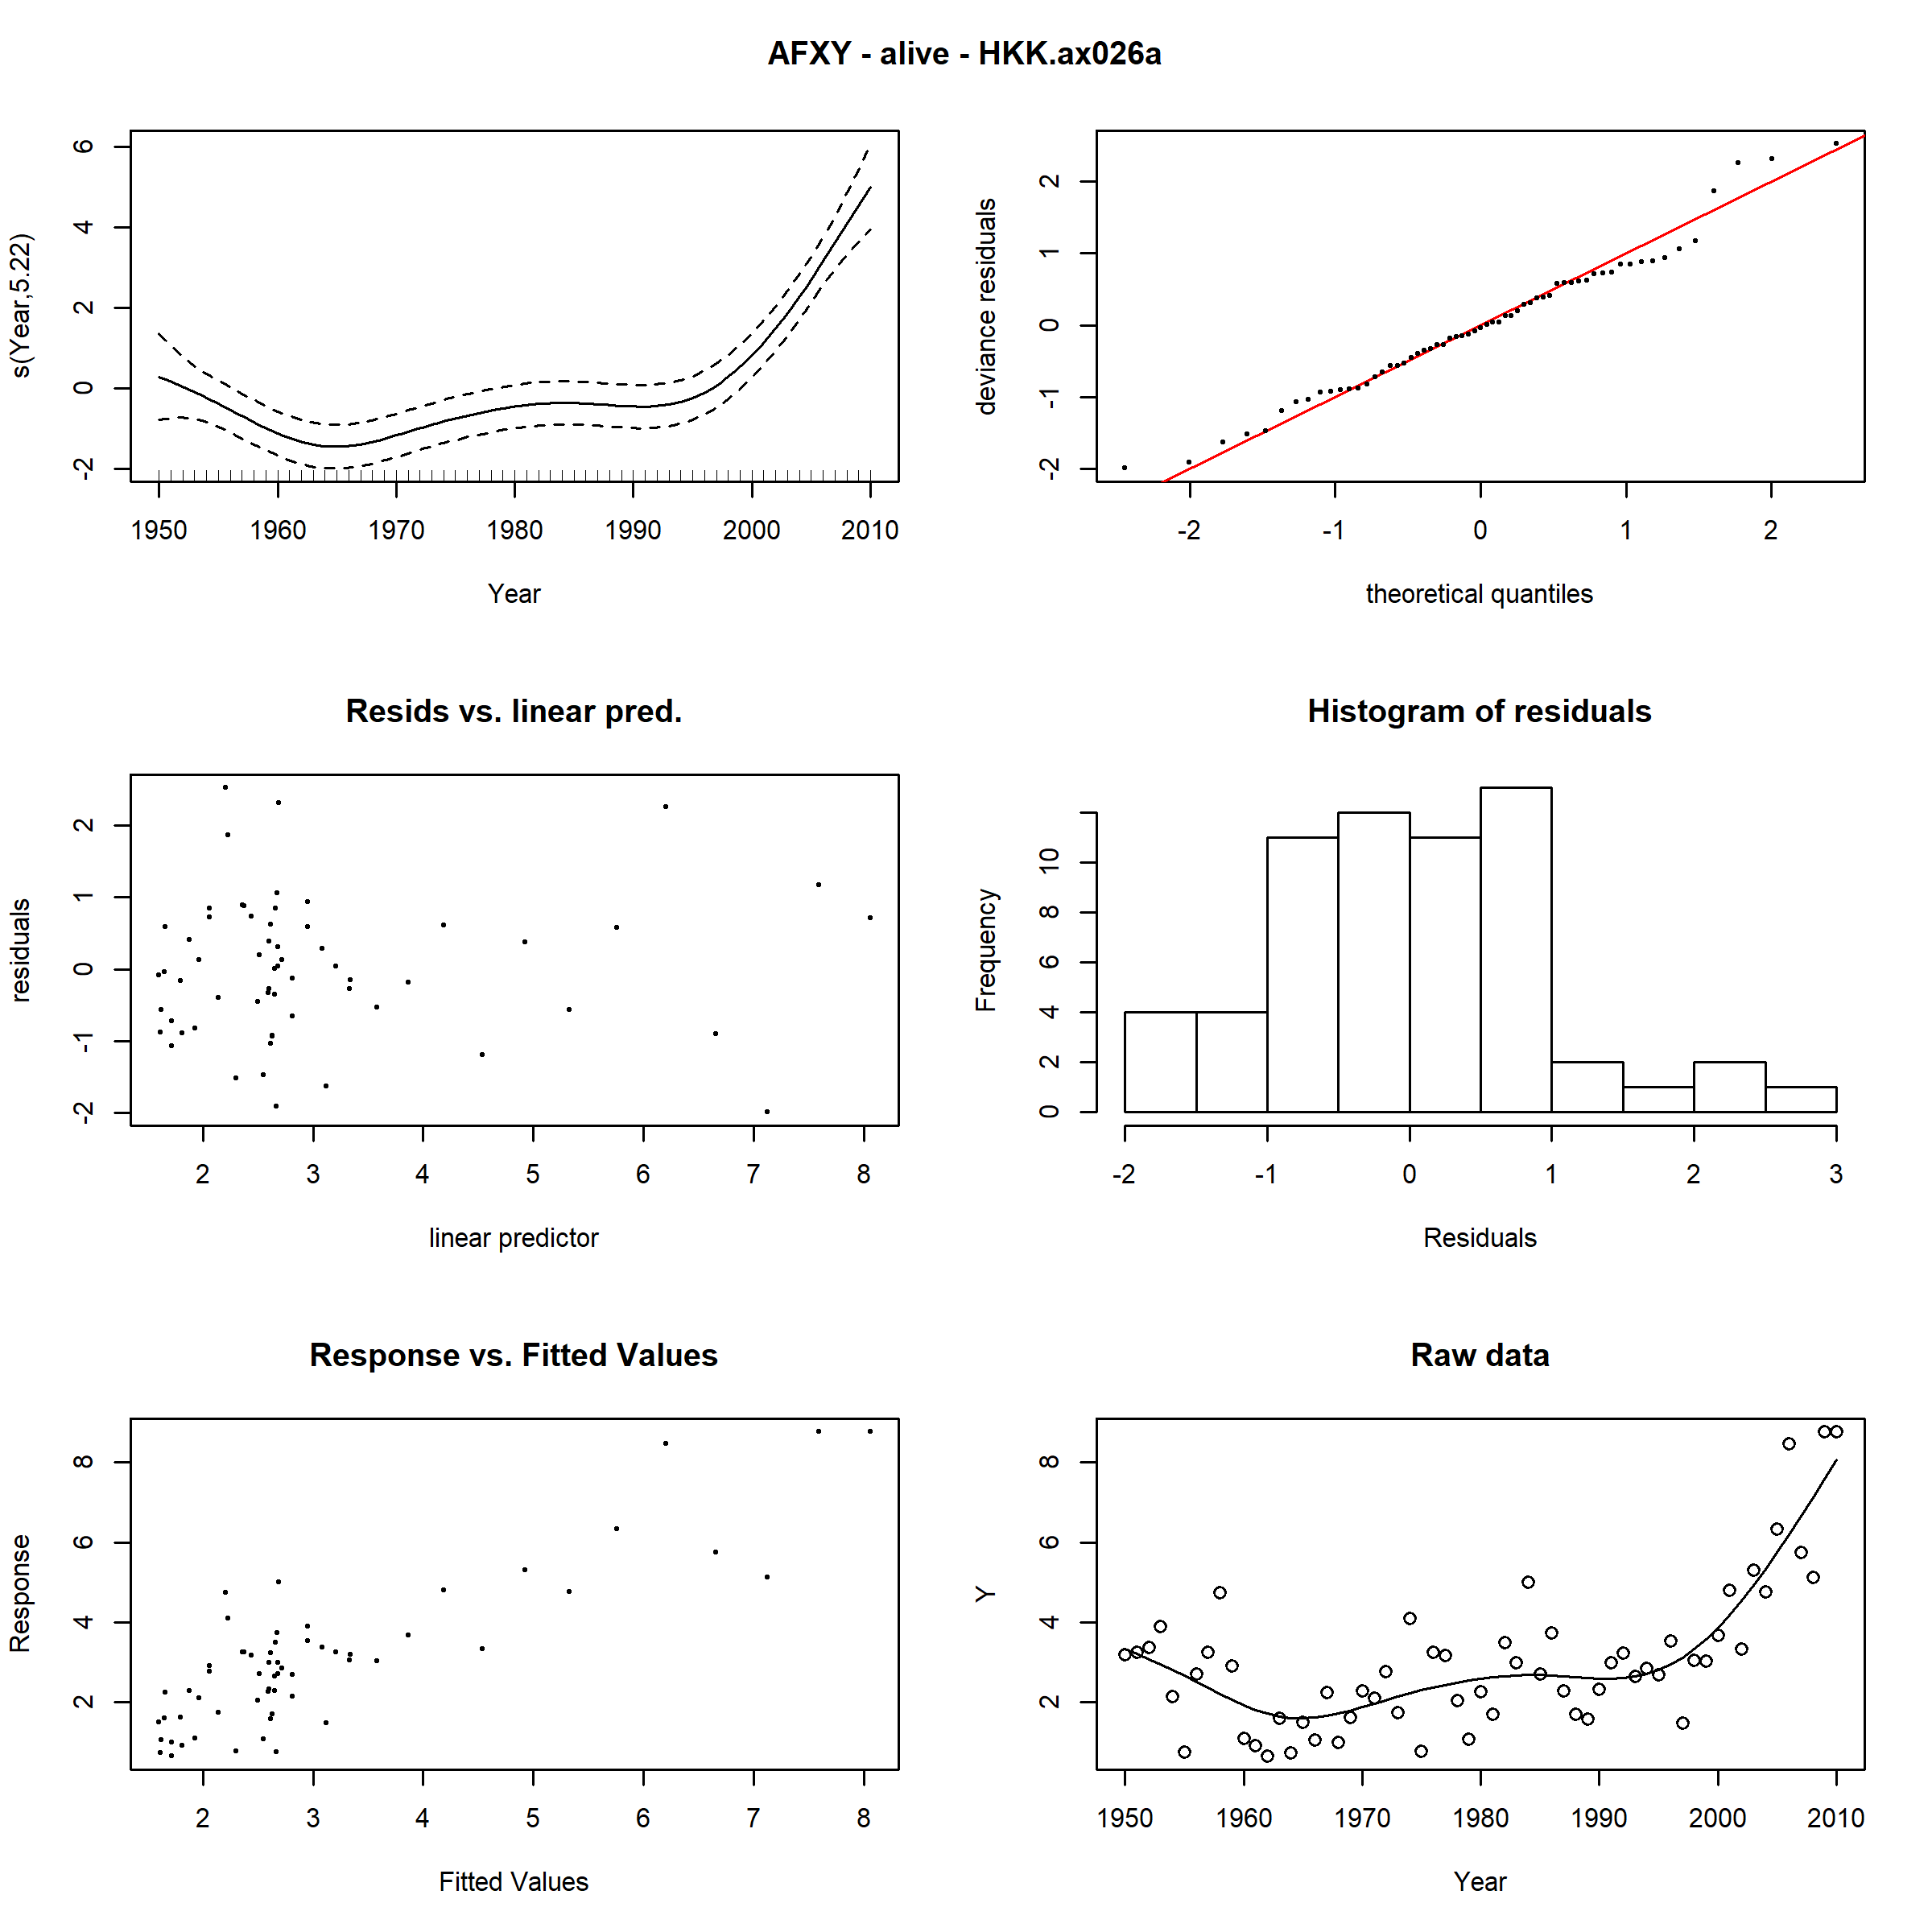 AFXY - alive - HKK.ax026a
s(Year,5.22)
6
4
2
0
-2
1950 1960 1970 1980 1990 2000 2010
Year
deviance residuals
2
1
0
-1
-2
-2 -1 0 1 2
theoretical quantiles
Resids vs. linear pred.
residuals
2
1
0
-1
-2
2 3 4 5 6 7 8
linear predictor
Histogram of residuals
Frequency
10
8
6
4
2
0
-2 -1 0 1 2 3
Residuals
Response vs. Fitted Values
Response
8
6
4
2
2 3 4 5 6 7 8
Fitted Values
Raw data
Y
8
6
4
2
1950 1960 1970 1980 1990 2000 2010
Year